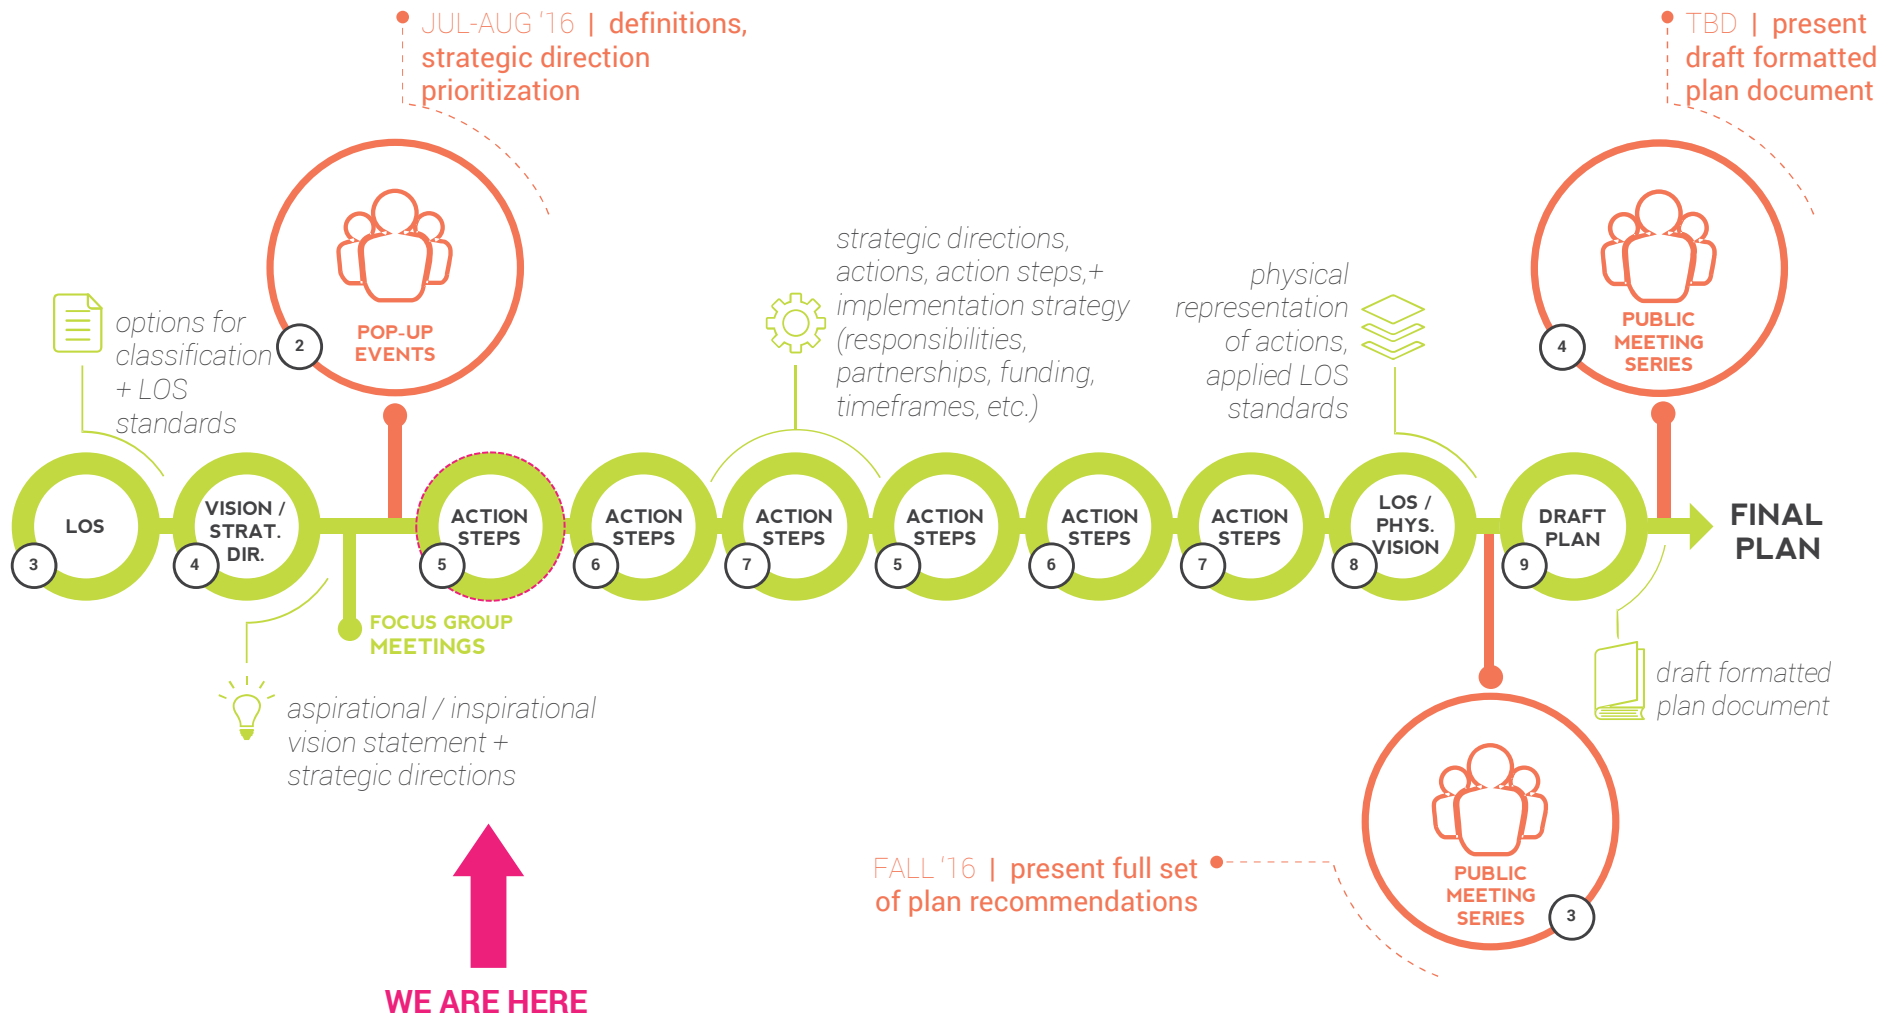 JUL-AUG ‘16 | definitions,
strategic direction
prioritization
TBD | present
draft formatted
plan document
2
POP-UP
EVENTS
4
PUBLIC
MEETING
SERIES
options for
classification
+ LOS
standards
strategic directions,
actions, action steps,+
implementation strategy
(responsibilities,
partnerships, funding,
timeframes, etc.)
physical
representation
of actions,
applied LOS
standards
LOS
3
VISION /
STRAT.
DIR.
4
ACTION
STEPS
5
ACTION
STEPS
6
ACTION
STEPS
7
ACTION
STEPS
5
ACTION
STEPS
6
ACTION
STEPS
7
LOS /
PHYS.
VISION
8
DRAFT
PLAN
9
FINAL
PLAN
FOCUS GROUP
MEETINGS
aspirational / inspirational
vision statement +
strategic directions
draft formatted
plan document
FALL ‘16 | present full set
of plan recommendations
PUBLIC
MEETING
SERIES
3
WE ARE HERE